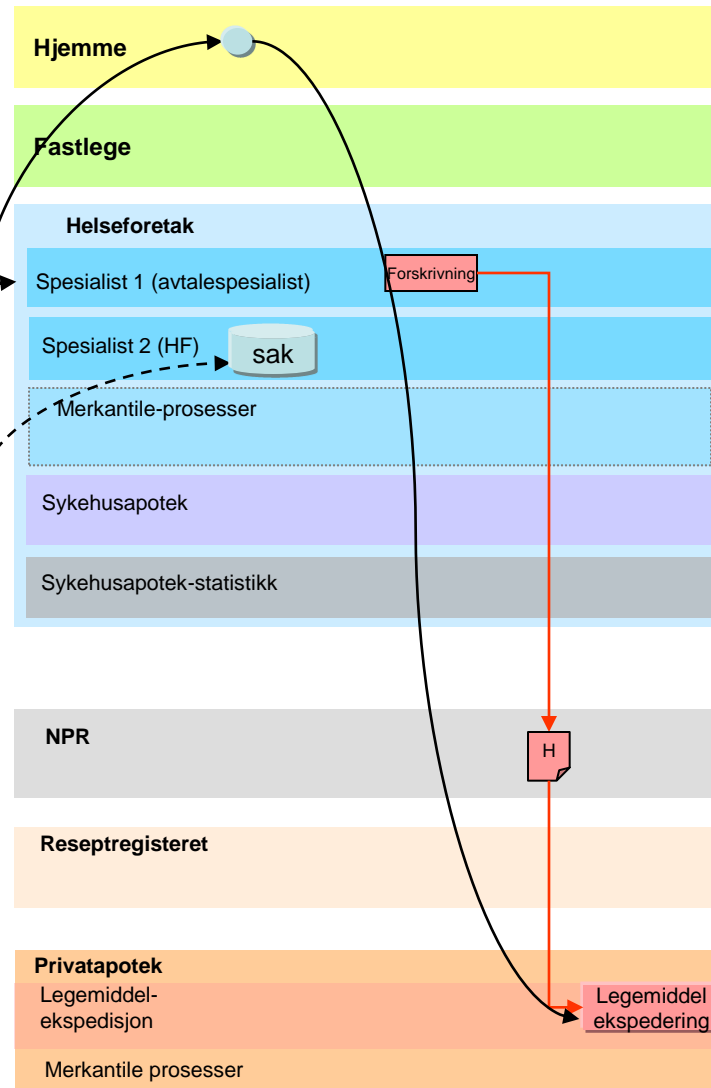 Hjemme
Fastlege
Helseforetak
Forskrivning
Spesialist 1 (avtalespesialist)
Spesialist 2 (HF)
sak
Merkantile-prosesser
Sykehusapotek
Sykehusapotek-statistikk
NPR
H
Reseptregisteret
Privatapotek
Legemiddel-
ekspedisjon
Legemiddel
ekspedering
Merkantile prosesser